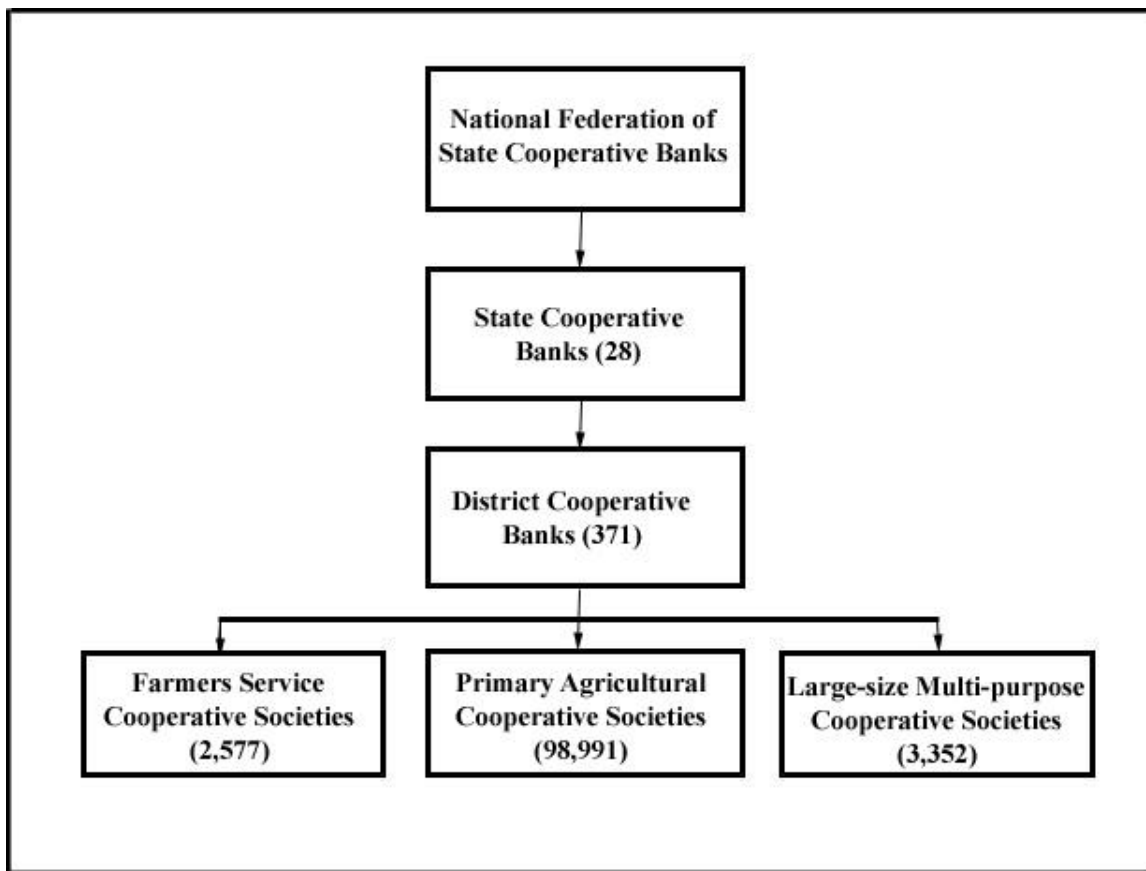 National Federation of
State Cooperative Banks
State Cooperative
Banks (28)
District Cooperative
Banks (371)
Farmers Service
Cooperative Societies
(2,577)
Primary Agricultural
Cooperative Societies
(98,991)
Large-size Multi-purpose
Cooperative Societies
(3,352)